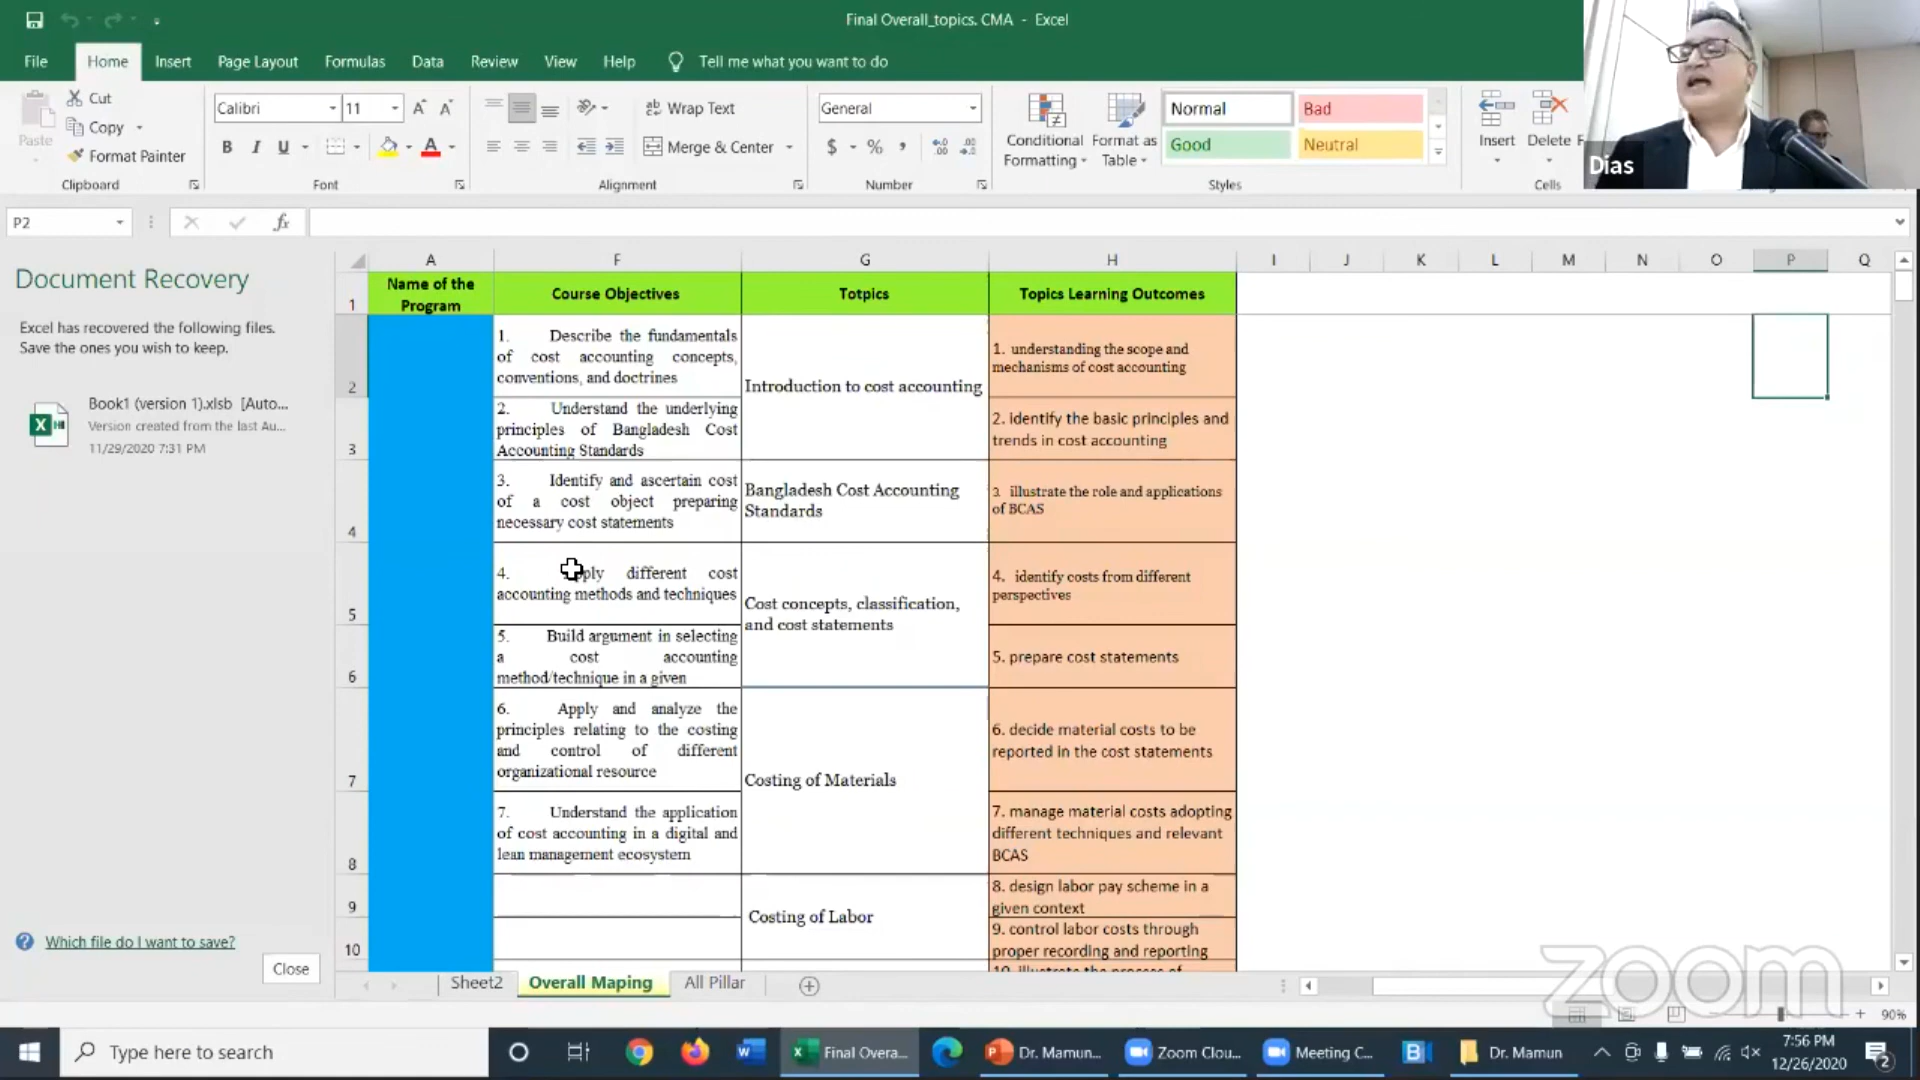 Final Overall_topics. CMA - Excel
File Home Insert Page Layout Formulas Data Review View Help Tell me what you want to do
Cut
Copy
Format Painter
Paste
Clipboard
Calibri 11
B I U
Font
Wrap Text
Merge & Center
Alignment
General
$ % ,
Number
Conditional Formatting
Format as Table
Normal Bad
Good Neutral
Styles
Insert Delete
Cells
Dias
P2
fx
Document Recovery
Excel has recovered the following files.
Save the ones you wish to keep.
Book1 (version 1).xlsb [Auto...
Version created from the last Au...
11/29/2020 7:31 PM
Which file do I want to save?
Close
A F G H I J K L M N O P Q
1
Name of the
Program
Course Objectives
Totpics
Topics Learning Outcomes
2
1. Describe the fundamentals
of cost accounting concepts,
conventions, and doctrines
Introduction to cost accounting
1. understanding the scope and
mechanisms of cost accounting
3
2. Understand the underlying
principles of Bangladesh Cost
Accounting Standards
2. identify the basic principles and
trends in cost accounting
4
3. Identify and ascertain cost
of a cost object preparing
necessary cost statements
Bangladesh Cost Accounting
Standards
3. illustrate the role and applications
of BCAS
5
4. different cost
accounting methods and techniques
Cost concepts, classification,
and cost statements
4. identify costs from different
perspectives
6
5. Build argument in selecting
a cost accounting
method/technique in a given
5. prepare cost statements
7
6. Apply and analyze the
principles relating to the costing
and control of different
organizational resource
Costing of Materials
6. decide material costs to be
reported in the cost statements
8
7. Understand the application
of cost accounting in a digital and
lean management ecosystem
7. manage material costs adopting
different techniques and relevant
BCAS
9
Costing of Labor
8. design labor pay scheme in a
given context
10
9. control labor costs through
proper recording and reporting
Sheet2 Overall Maping All Pillar
zoom
90%
Type here to search
Final Overa...
Dr. Mamun...
Zoom Clou...
Meeting C...
Dr. Mamun
7:56 PM
12/26/2020
2